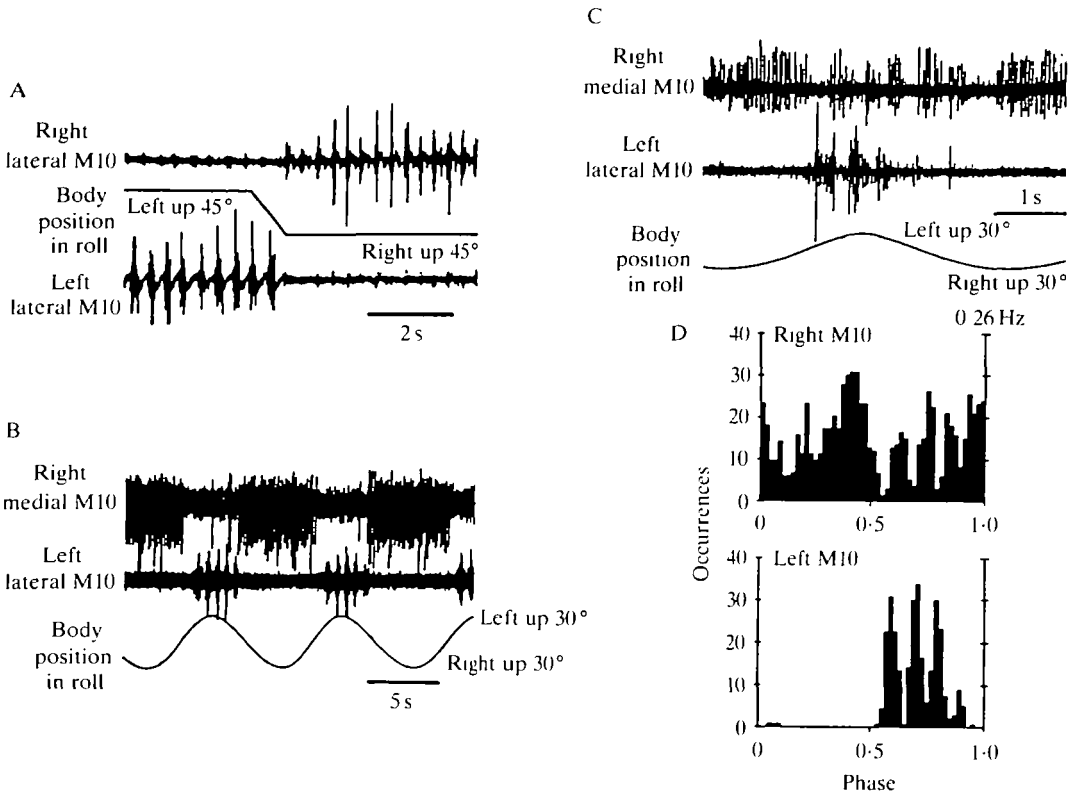 A
Right
lateral M10
Body
position
in roll
Left up 45°
Right up 45°
Left
lateral M10
2 s
B
Right
medial M10
Left
lateral M10
Body
position
in roll
Left up 30°
Right up 30°
5 s
C
Right
medial M10
Left
lateral M10
1 s
Body
position
in roll
Left up 30°
Right up 30°
0 26 Hz
D
Right M10
40
30
20
10
0
0
0·5
1·0
Occurrences
Left M10
40
30
20
10
0
0
0·5
1·0
Phase